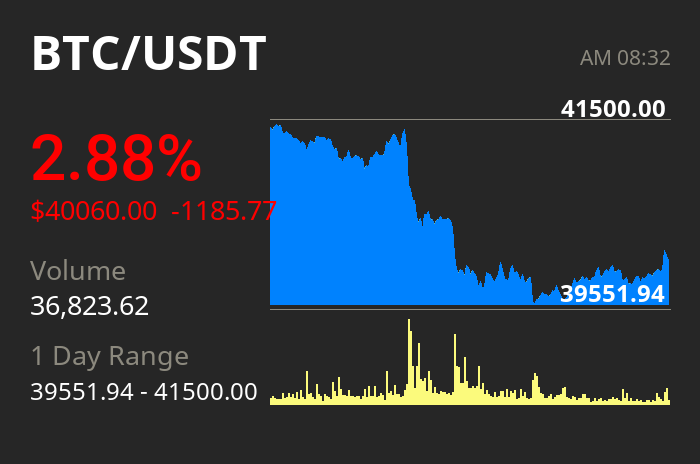 BTC/USDT
AM 08:32
41500.00
2.88%
$40060.00 -1185.77
Volume
36,823.62
39551.94
1 Day Range
39551.94 - 41500.00